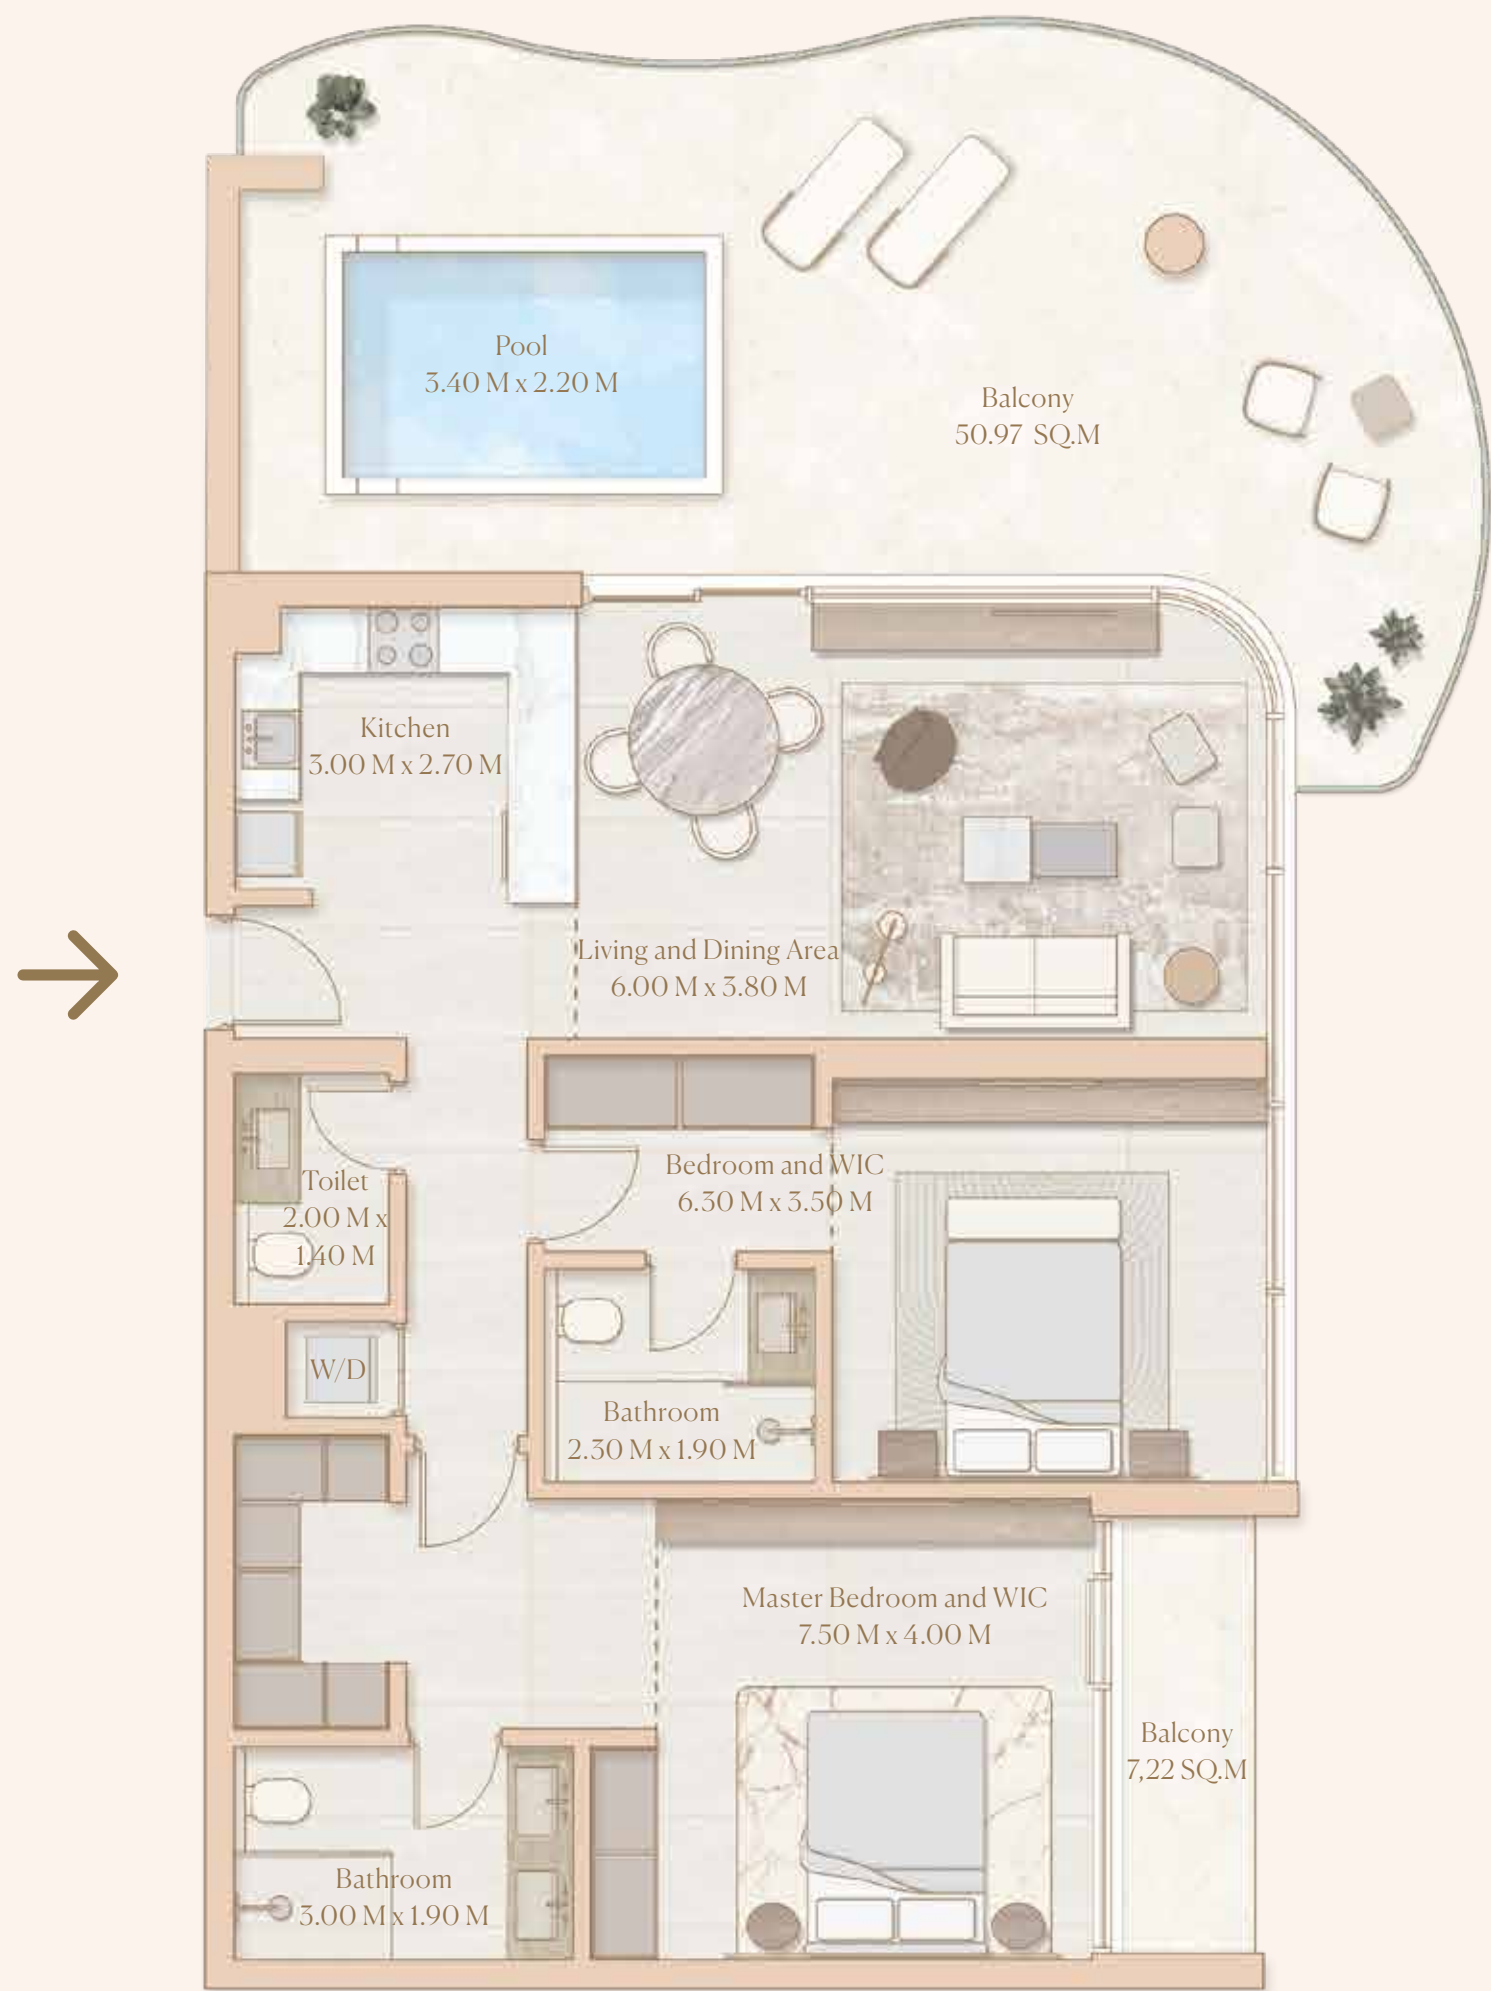 Pool
3.40 M x 2.20 M
Balcony
50.97 SQ.M
Kitchen
3.00 M x 2.70 M
Living and Dining Area
6.00 M x 3.80 M
Bedroom and WIC
6.30 M x 3.50 M
Toilet
2.00 M x
1.40 M
W/D
Bathroom
2.30 M x 1.90 M
Master Bedroom and WIC
7.50 M x 4.00 M
Balcony
7,22 SQ.M
Bathroom
3.00 M x 1.90 M